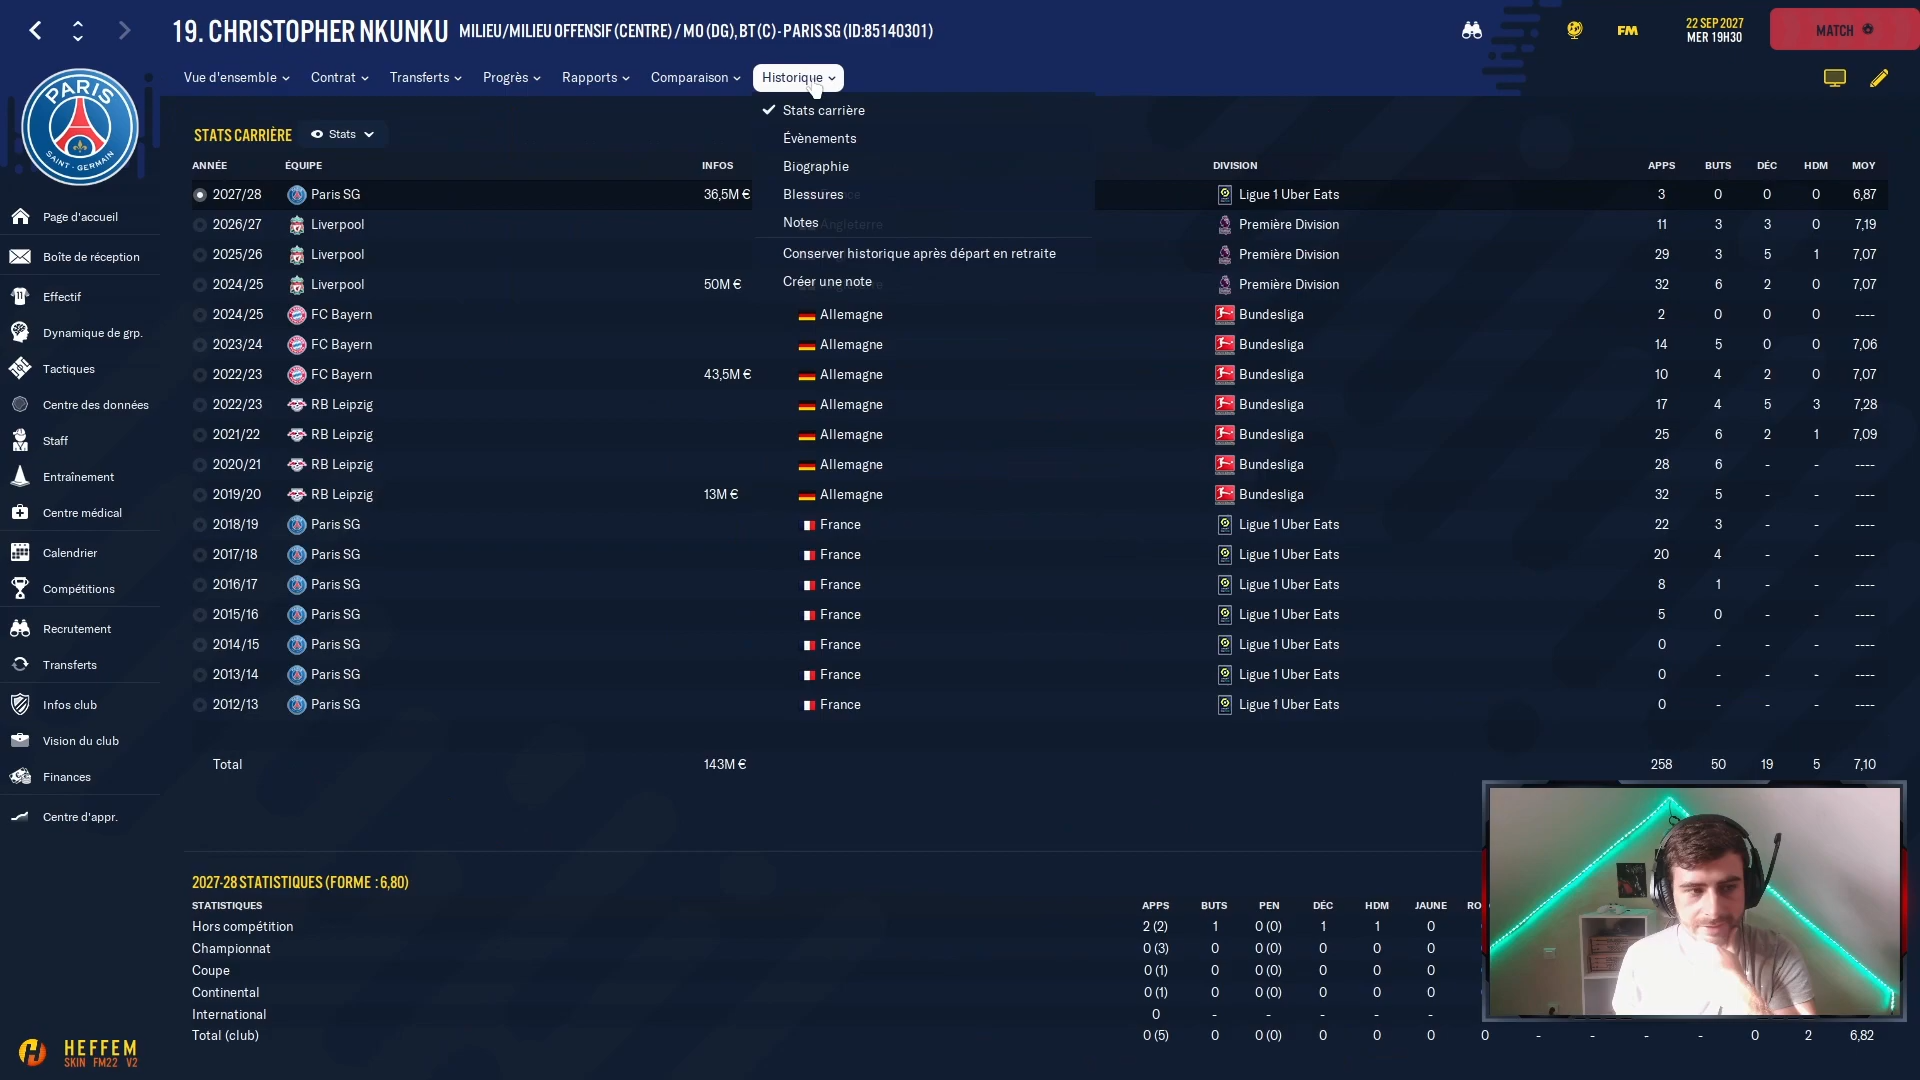 19. CHRISTOPHER NKUNKU MILIEU/MILIEU OFFENSIF (CENTRE) / MO (DG), BT (C) - PARIS SG (ID:85140301)
FM
22 SEP 2027
MER 19H30
MATCH
Vue d'ensemble Contrat Transferts Progrès Rapports Comparaison Historique
PARIS
SAINT-GERMAIN
Page d'accueil
Boîte de réception
Effectif
Dynamique de grp.
Tactiques
Centre des données
Staff
Entraînement
Centre médical
Calendrier
Compétitions
Recrutement
Transferts
Infos club
Vision du club
Finances
Centre d'appr.
HEFFEM
SKIN FM22 V2
Stats carrière
Évènements
Biographie
Blessures
Notes
Conserver historique après départ en retraite
Créer une note
STATS CARRIÈRE Stats
ANNÉE ÉQUIPE INFOS DIVISION APPS BUTS DÉC HDM MOY
2027/28 Paris SG 36,5M € Ligue 1 Uber Eats 3 0 0 0 6,87
2026/27 Liverpool Angleterre Première Division 11 3 3 0 7,19
2025/26 Liverpool Première Division 29 3 5 1 7,07
2024/25 Liverpool 50M € Première Division 32 6 2 0 7,07
2024/25 FC Bayern Allemagne Bundesliga 2 0 0 0 ----
2023/24 FC Bayern Allemagne Bundesliga 14 5 0 0 7,06
2022/23 FC Bayern 43,5M € Allemagne Bundesliga 10 4 2 0 7,07
2022/23 RB Leipzig Allemagne Bundesliga 17 4 5 3 7,28
2021/22 RB Leipzig Allemagne Bundesliga 25 6 2 1 7,09
2020/21 RB Leipzig Allemagne Bundesliga 28 6 - - ----
2019/20 RB Leipzig 13M € Allemagne Bundesliga 32 5 - - ----
2018/19 Paris SG France Ligue 1 Uber Eats 22 3 - - ----
2017/18 Paris SG France Ligue 1 Uber Eats 20 4 - - ----
2016/17 Paris SG France Ligue 1 Uber Eats 8 1 - - ----
2015/16 Paris SG France Ligue 1 Uber Eats 5 0 - - ----
2014/15 Paris SG France Ligue 1 Uber Eats 0 - - - ----
2013/14 Paris SG France Ligue 1 Uber Eats 0 - - - ----
2012/13 Paris SG France Ligue 1 Uber Eats 0 - - - ----
Total 143M € 258 50 19 5 7,10
2027-28 STATISTIQUES (FORME : 6,80)
STATISTIQUES APPS BUTS PEN DÉC HDM JAUNE
Hors compétition 2 (2) 1 0 (0) 1 1 0
Championnat 0 (3) 0 0 (0) 0 0 0
Coupe 0 (1) 0 0 (0) 0 0 0
Continental 0 (1) 0 0 (0) 0 0 0
International 0 - - - - -
Total (club) 0 (5) 0 0 (0) 0 0 0 0 - - - - 0 2 6,82